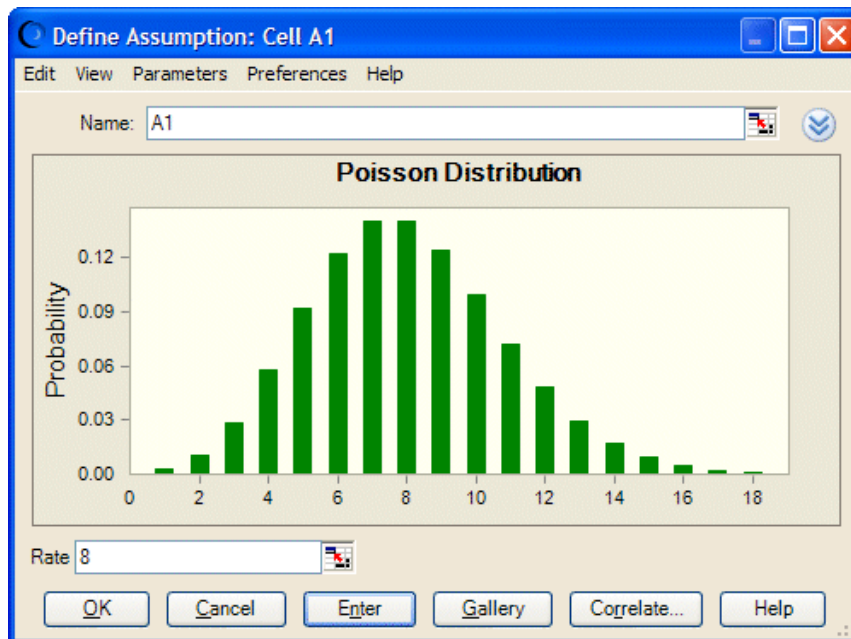 Define Assumption: Cell A1
Edit View Parameters Preferences Help
Name: A1
Poisson Distribution
Probability
0.12
0.09
0.06
0.03
0.00
0 2 4 6 8 10 12 14 16 18
Rate 8
OK Cancel Enter Gallery Correlate... Help